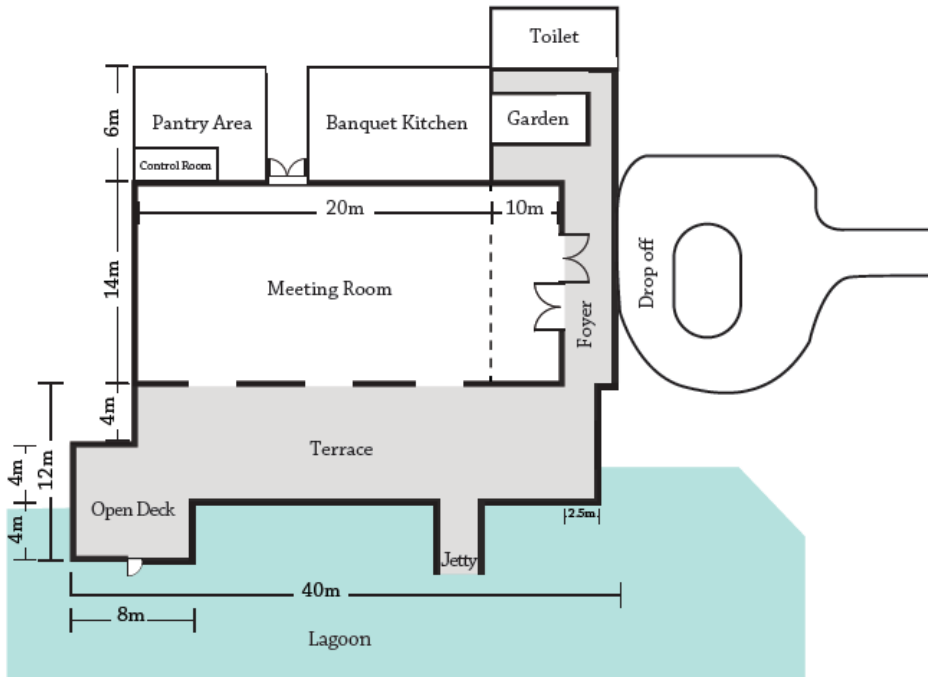 Toilet
6m
Pantry Area
Banquet Kitchen
Garden
Control Room
20m
10m
14m
Meeting Room
Foyer
Drop off
4m
Terrace
4m
12m
4m
Open Deck
2.5m
Jetty
40m
8m
Lagoon